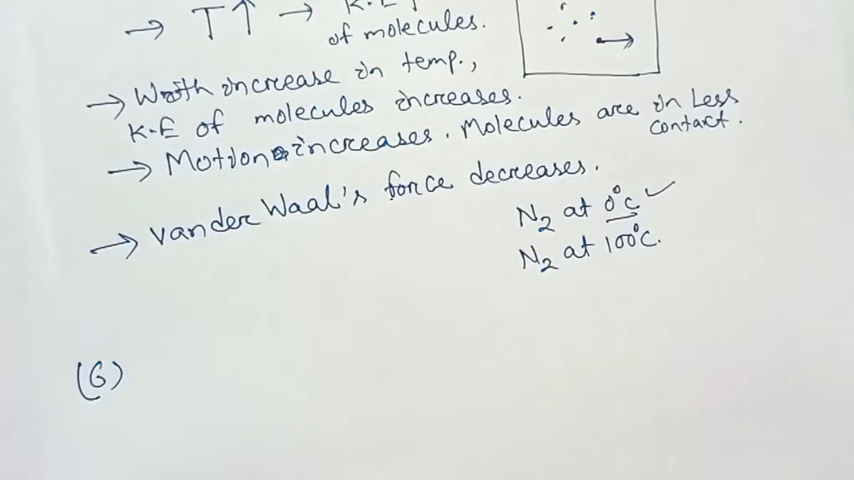 → T↑ → K.E ↑
of molecules.
→ With increase in temp.,
K.E of molecules increases.
→ Motion increases. Molecules are in Less
contact.
→ Vander Waal's force decreases.
N₂ at 0°C ✓
N₂ at 100°C.
(6)